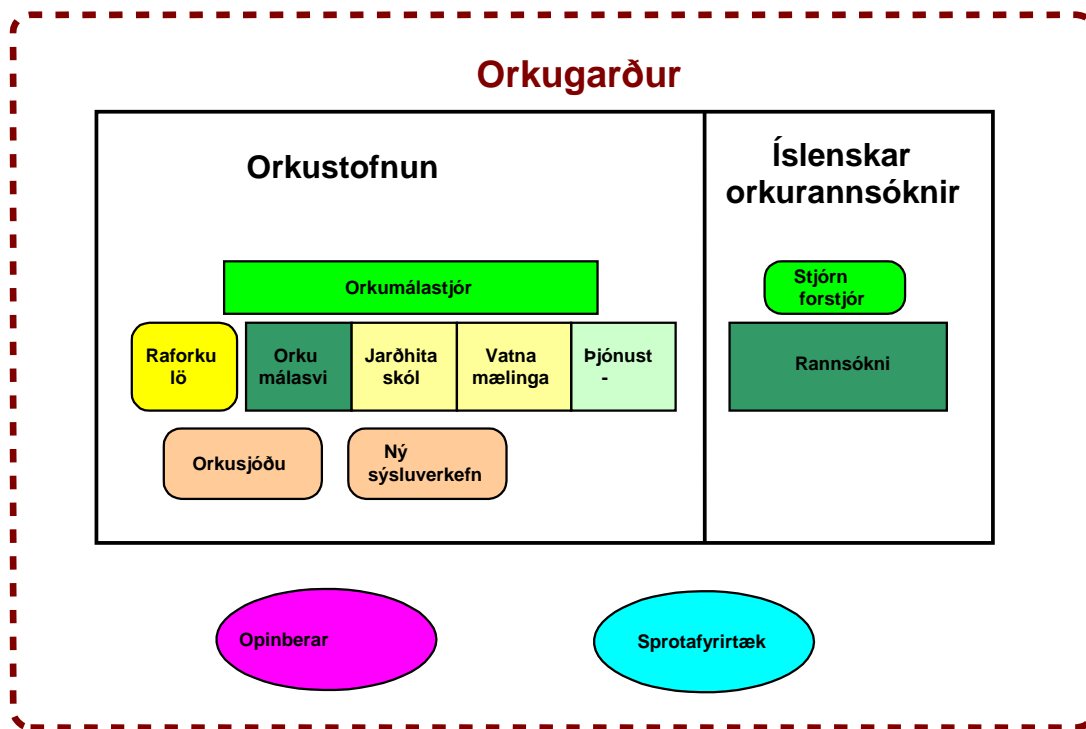 Orkugarður
Orkustofnun
Íslenskar
orkurannsóknir
Orkumálastjór
Stjórn
forstjór
Raforku
lö
Orku
málasvi
Jarðhita
skól
Vatna
mælinga
Þjónust
-
Rannsókni
Orkusjóðu
Ný
sýsluverkefn
Opinberar
Sprotafyrirtæk